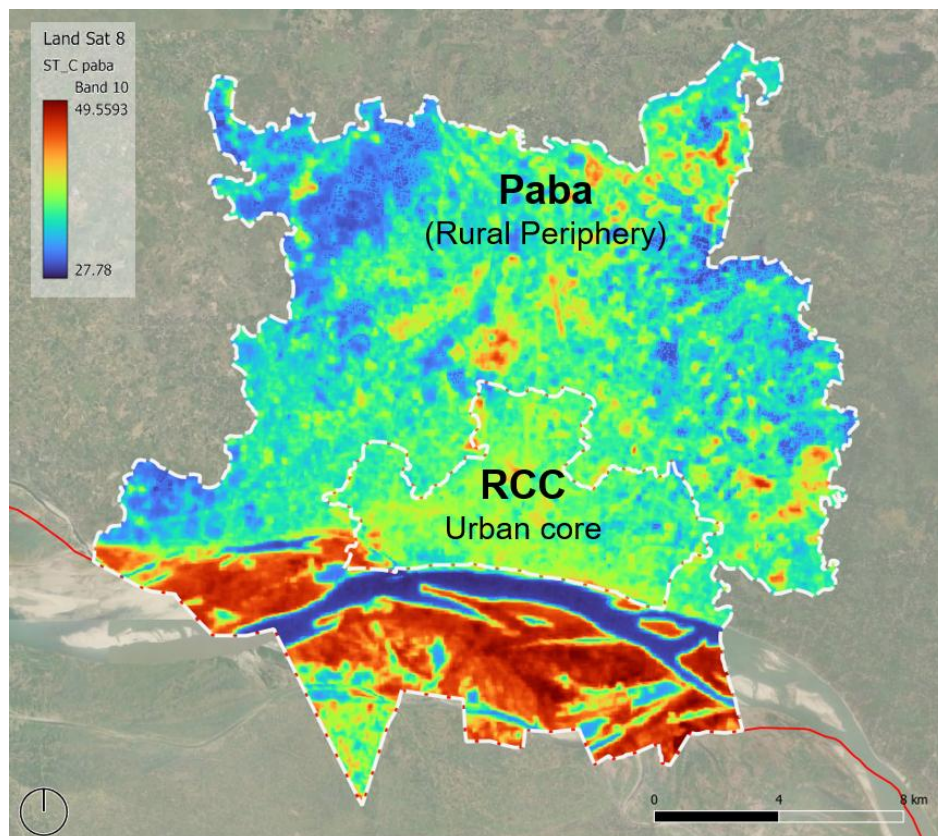 Land Sat 8
ST_C paba
Band 10
49.5593
27.78
Paba
(Rural Periphery)
RCC
Urban core
0 4 8 km